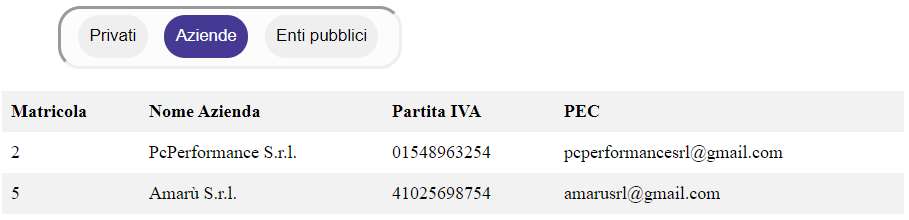 Privati Aziende Enti pubblici
Matricola Nome Azienda Partita IVA PEC
2 PcPerformance S.r.l. 01548963254 pcperformancesrl@gmail.com
5 Amarù S.r.l. 41025698754 amarusrl@gmail.com